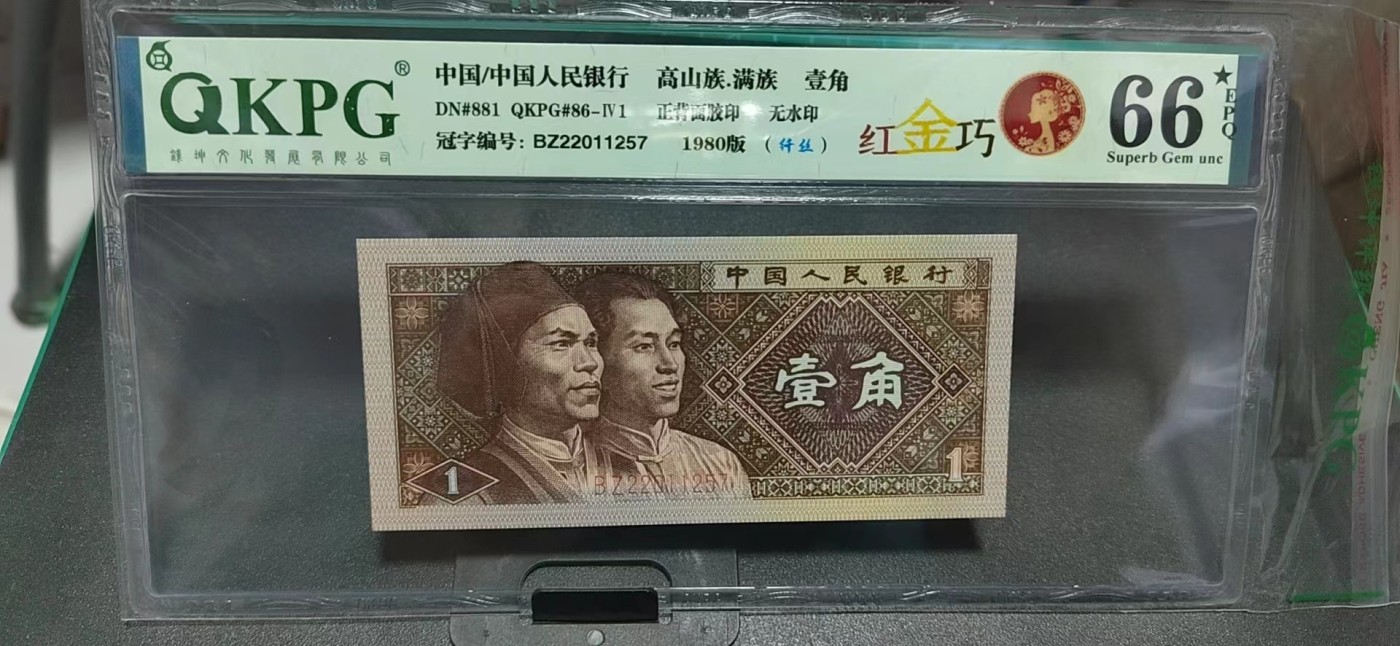 QKPG®
中国/中国人民银行 高山族.满族 壹角
DN#881 QKPG#86-IV1 正背面胶印 无水印
冠字编号: BZ22011257 1980版 (纤丝)
红金巧
66★
EPQ
Superb Gem unc
中国人民银行
壹角
1
1
BZ22011257